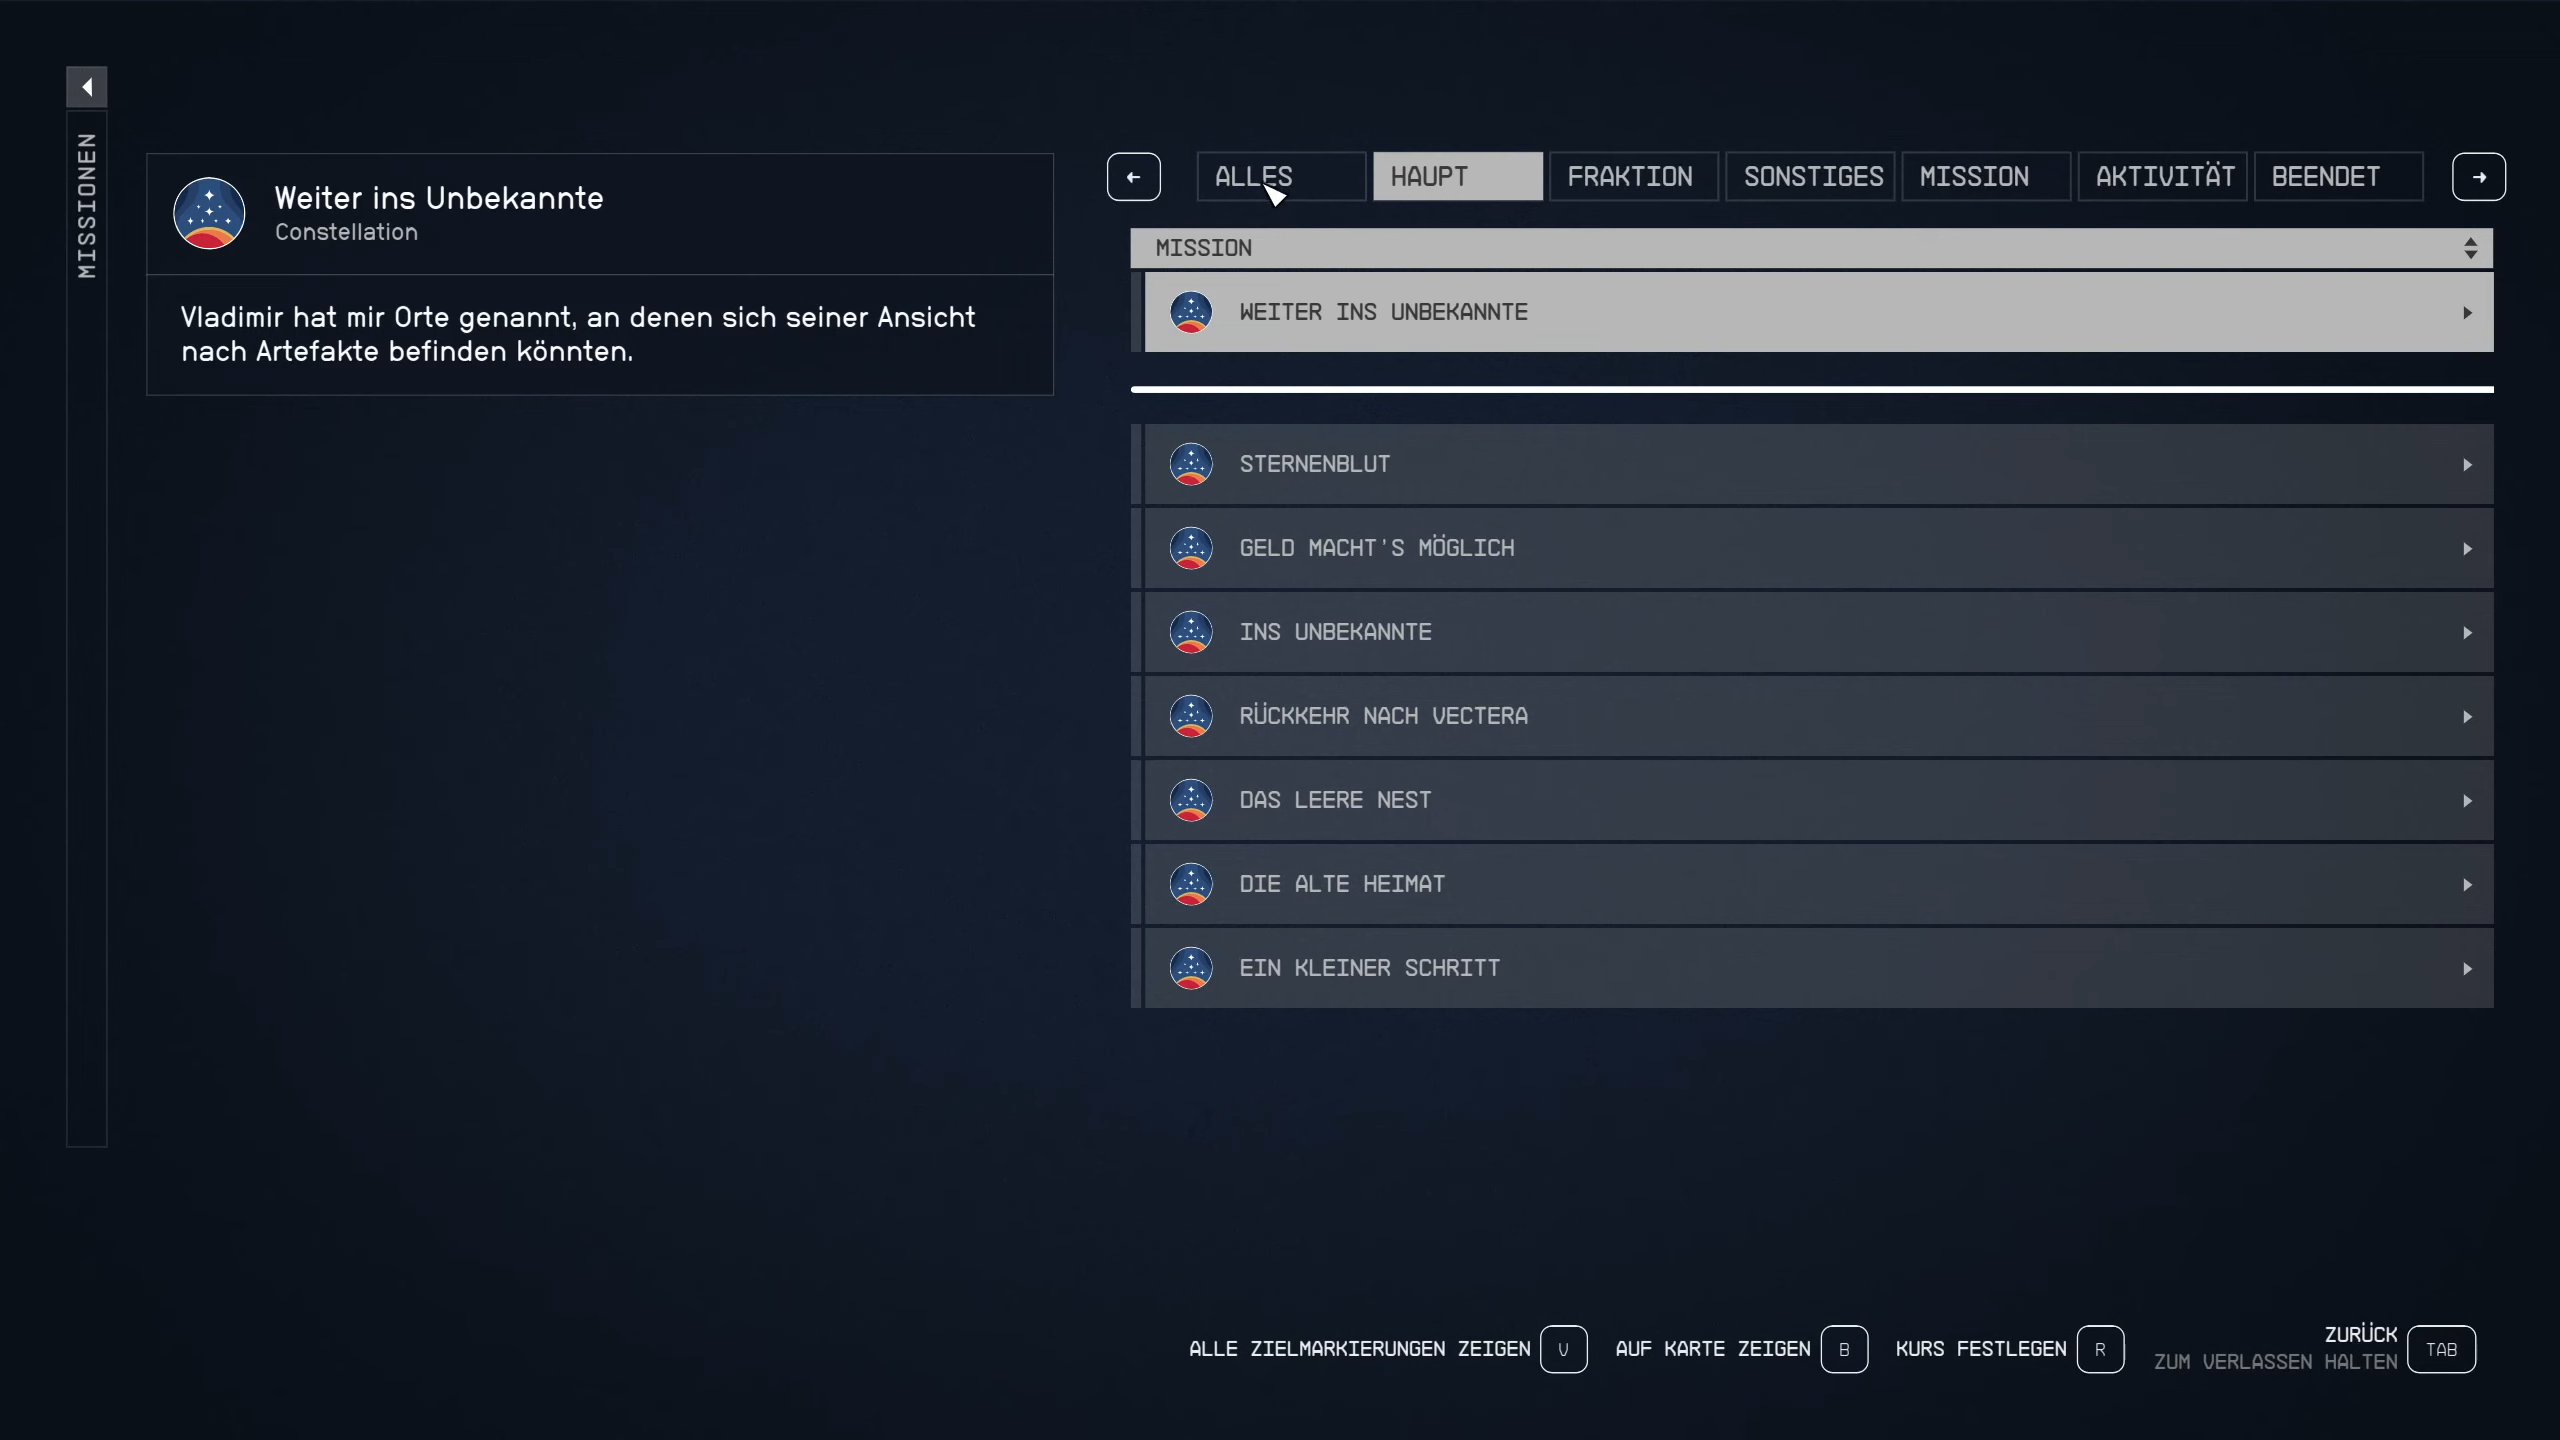 MISSIONEN
Weiter ins Unbekannte
Constellation
Vladimir hat mir Orte genannt, an denen sich seiner Ansicht
nach Artefakte befinden könnten.
ALLES HAUPT FRAKTION SONSTIGES MISSION AKTIVITÄT BEENDET
MISSION
WEITER INS UNBEKANNTE
STERNENBLUT
GELD MACHT'S MÖGLICH
INS UNBEKANNTE
RÜCKKEHR NACH VECTERA
DAS LEERE NEST
DIE ALTE HEIMAT
EIN KLEINER SCHRITT
ALLE ZIELMARKIERUNGEN ZEIGEN V AUF KARTE ZEIGEN B KURS FESTLEGEN R ZURÜCK TAB
ZUM VERLASSEN HALTEN